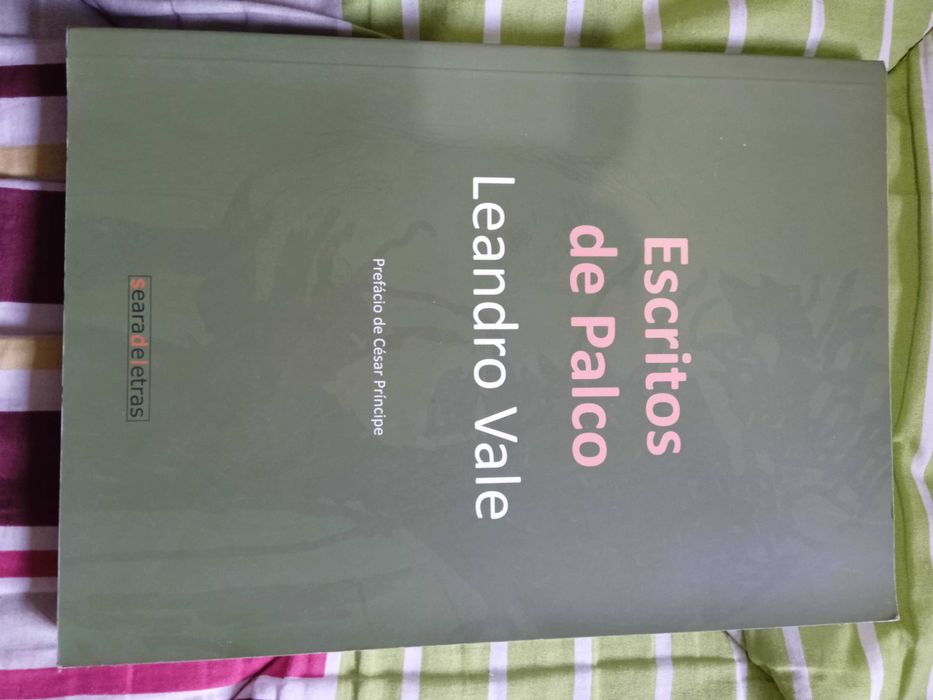 Escritos
de Palco
Leandro Vale
Prefácio de César Príncipe
searadeletras